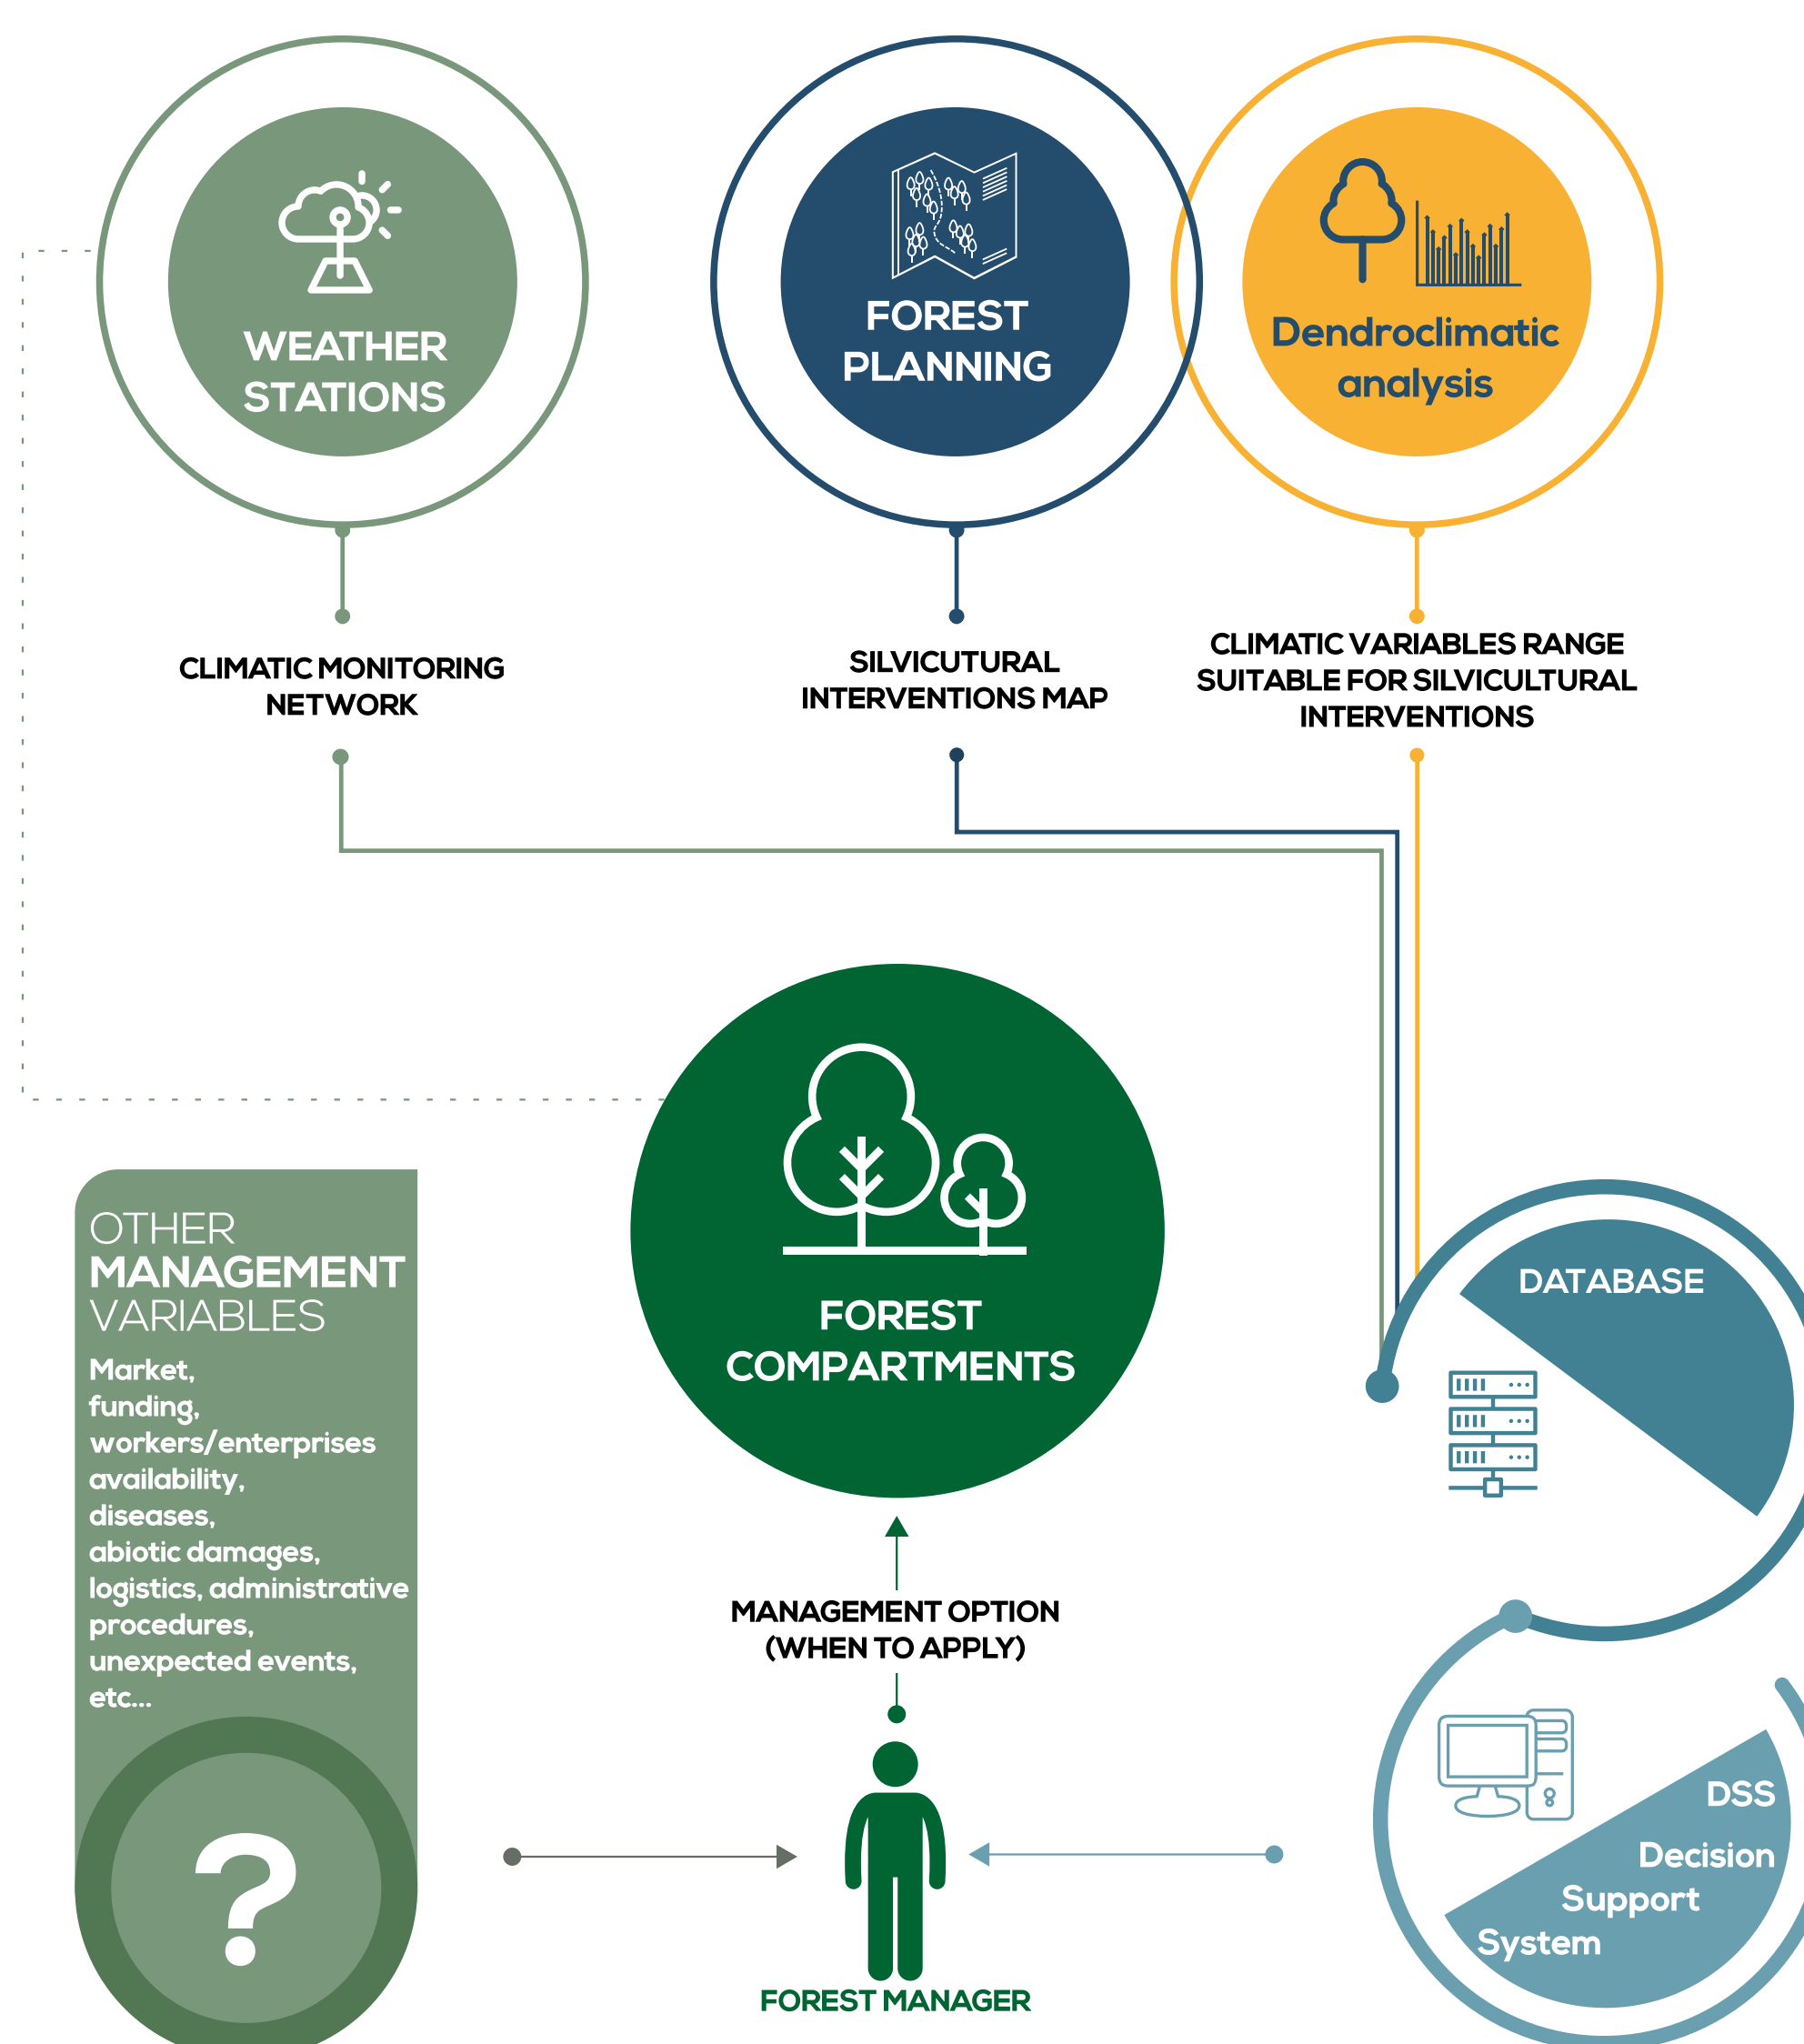 WEATHER
STATIONS
FOREST
PLANNING
Dendroclimatic
analysis
CLIMATIC MONITORING
NETWORK
SILVICUTURAL
INTERVENTIONS MAP
CLIMATIC VARIABLES RANGE
SUITABLE FOR SILVICULTURAL
INTERVENTIONS
FOREST
COMPARTMENTS
OTHER
MANAGEMENT
VARIABLES
Market,
funding,
workers/enterprises
availability,
diseases,
abiotic damages,
logistics, administrative
procedures,
unexpected events,
etc...
?
DATABASE
MANAGEMENT OPTION
(WHEN TO APPLY)
FOREST MANAGER
DSS
Decision
Support
System